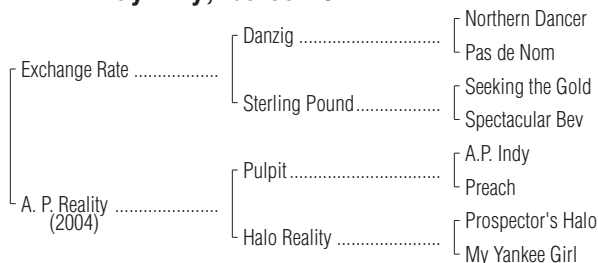 Northern Dancer
Danzig
Pas de Nom
Exchange Rate
Seeking the Gold
Sterling Pound
Spectacular Bev
A.P. Indy
Pulpit
Preach
A. P. Reality
(2004)
Prospector's Halo
Halo Reality
My Yankee Girl